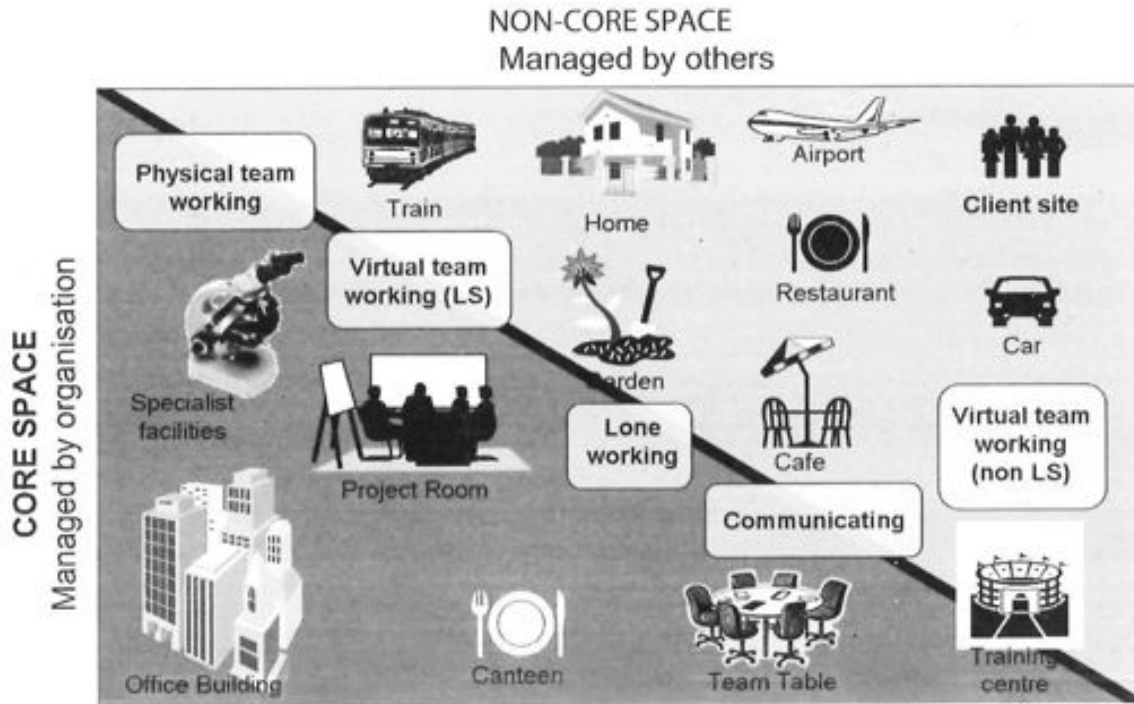 NON-CORE SPACE
Managed by others
CORE SPACE
Managed by organisation
Physical team
working
Train
Home
Airport
Client site
Virtual team
working (LS)
Restaurant
Car
Specialist
facilities
Garden
Project Room
Lone
working
Cafe
Virtual team
working
(non LS)
Communicating
Office Building
Canteen
Team Table
Training
centre